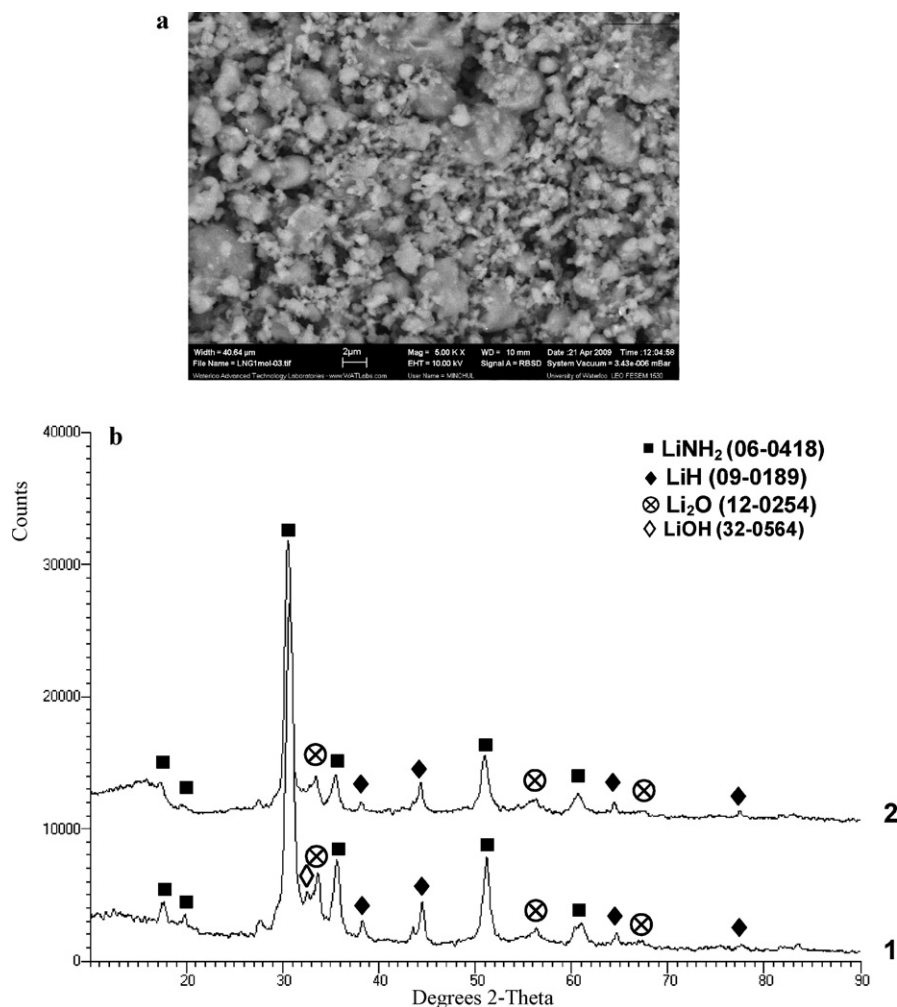 a
Width = 40.64 µm
2µm
Mag = 5.00 K X
WD = 10 mm
Date :21 Apr 2009
Time :12:04:58
File Name = LNG1mol-03.tif
EHT = 10.00 kV
Signal A = RBSD
System Vacuum = 3.43e-006 mBar
Waterloo Advanced Technology Laboratories - www.WATLabs.com
User Name = MINCHUL
University of Waterloo LEO FESEM 1530
b
LiNH₂ (06-0418)
LiH (09-0189)
Li₂O (12-0254)
LiOH (32-0564)
Counts
40000
30000
20000
10000
0
2
1
20 30 40 50 60 70 80 90
Degrees 2-Theta